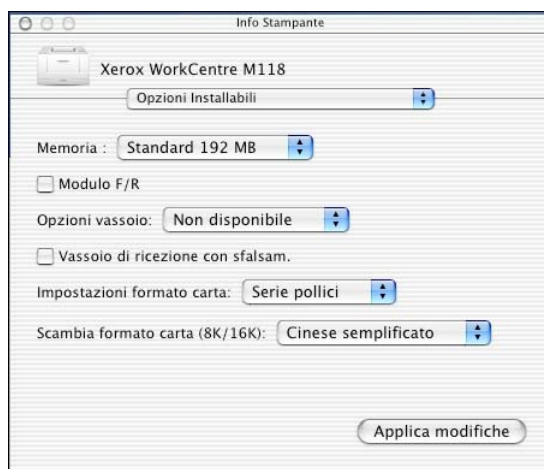 Info Stampante
Xerox WorkCentre M118
Opzioni Installabili
Memoria : Standard 192 MB
Modulo F/R
Opzioni vassoio: Non disponibile
Vassoio di ricezione con sfalsam.
Impostazioni formato carta: Serie pollici
Scambia formato carta (8K/16K): Cinese semplificato
Applica modifiche